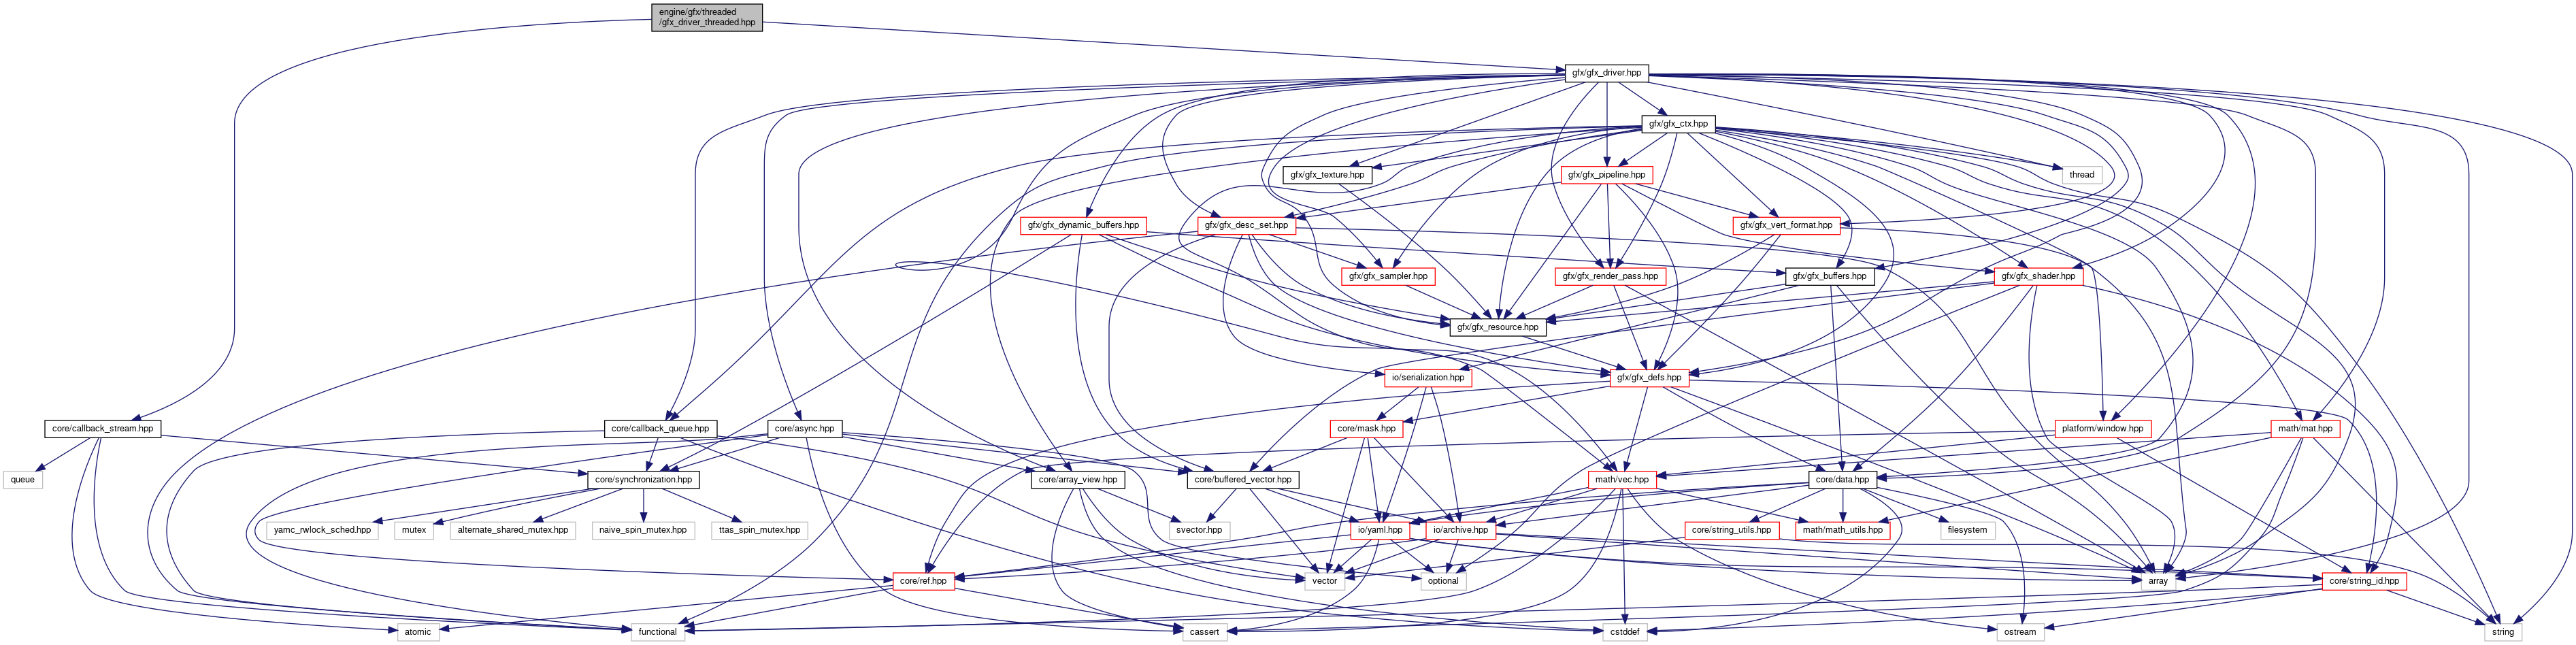 engine/gfx/threaded
/gfx_driver_threaded.hpp
gfx/gfx_driver.hpp
gfx/gfx_ctx.hpp
gfx/gfx_texture.hpp
gfx/gfx_pipeline.hpp
thread
gfx/gfx_dynamic_buffers.hpp
gfx/gfx_desc_set.hpp
gfx/gfx_vert_format.hpp
gfx/gfx_sampler.hpp
gfx/gfx_render_pass.hpp
gfx/gfx_buffers.hpp
gfx/gfx_shader.hpp
gfx/gfx_resource.hpp
io/serialization.hpp
gfx/gfx_defs.hpp
core/callback_stream.hpp
core/callback_queue.hpp
core/async.hpp
core/mask.hpp
platform/window.hpp
math/mat.hpp
queue
core/synchronization.hpp
core/array_view.hpp
core/buffered_vector.hpp
math/vec.hpp
core/data.hpp
yamc_rwlock_sched.hpp
mutex
alternate_shared_mutex.hpp
naive_spin_mutex.hpp
ttas_spin_mutex.hpp
svector.hpp
io/yaml.hpp
io/archive.hpp
core/string_utils.hpp
math/math_utils.hpp
filesystem
core/ref.hpp
vector
optional
array
core/string_id.hpp
atomic
functional
cassert
cstddef
ostream
string